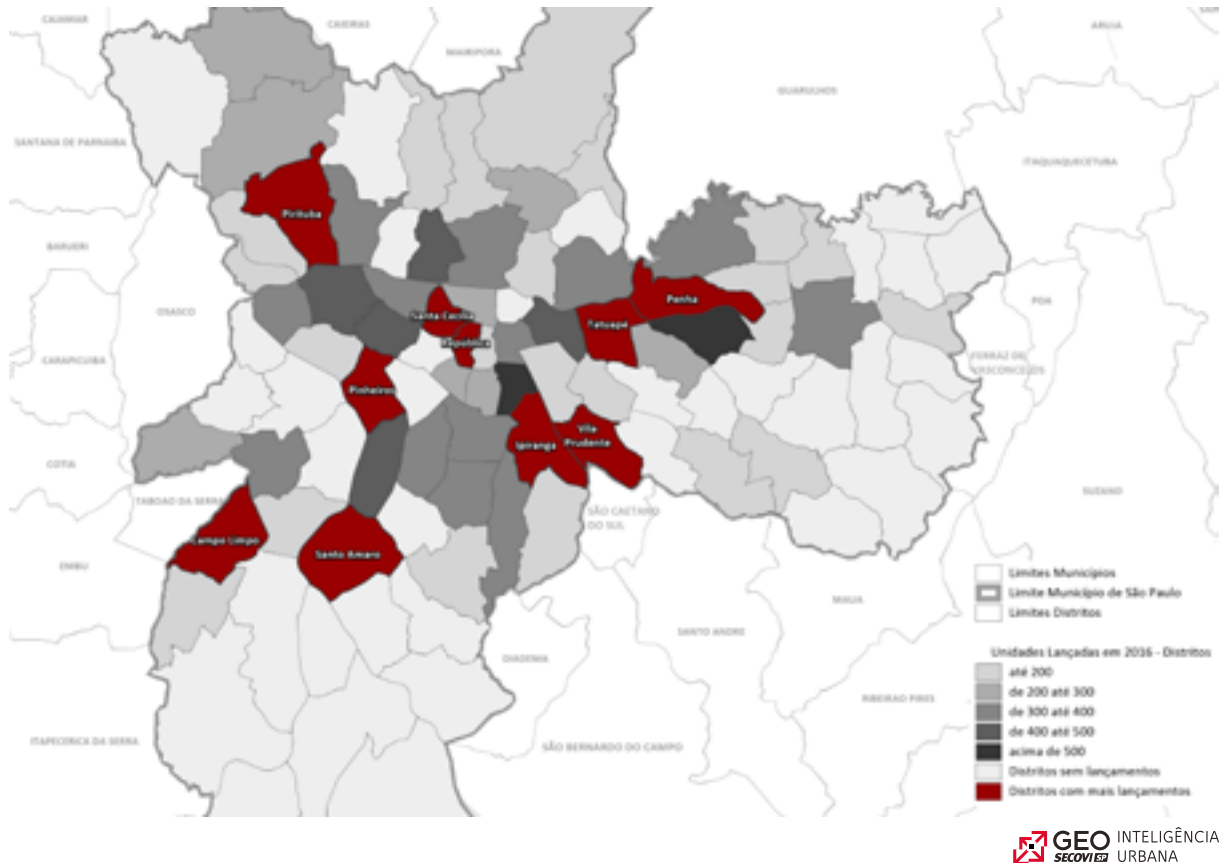 CAJAMAR
CAIEIRAS
MAIRIPORA
ARUJA
GUARULHOS
SANTANA DE PARNAIBA
ITAQUAQUECETUBA
Pirituba
BARUERI
OSASCO
POA
Penha
Santa Cecília
Tatuapé
República
CARAPICUIBA
FERRAZ DE
VASCONCELOS
Pinheiros
Vila
Prudente
Ipiranga
COTIA
TABOAO DA SERRA
SUZANO
SÃO CAETANO
DO SUL
Campo Limpo
Santo Amaro
EMBU
MAUA
SANTO ANDRE
DIADEMA
RIBEIRAO PIRES
ITAPECERICA DA SERRA
SÃO BERNARDO DO CAMPO
Limites Municípios
Limite Município de São Paulo
Limites Distritos
Unidades Lançadas em 2016 - Distritos
até 200
de 200 até 300
de 300 até 400
de 400 até 500
acima de 500
Distritos sem lançamentos
Distritos com mais lançamentos
GEO INTELIGÊNCIA
SECOVI SP URBANA